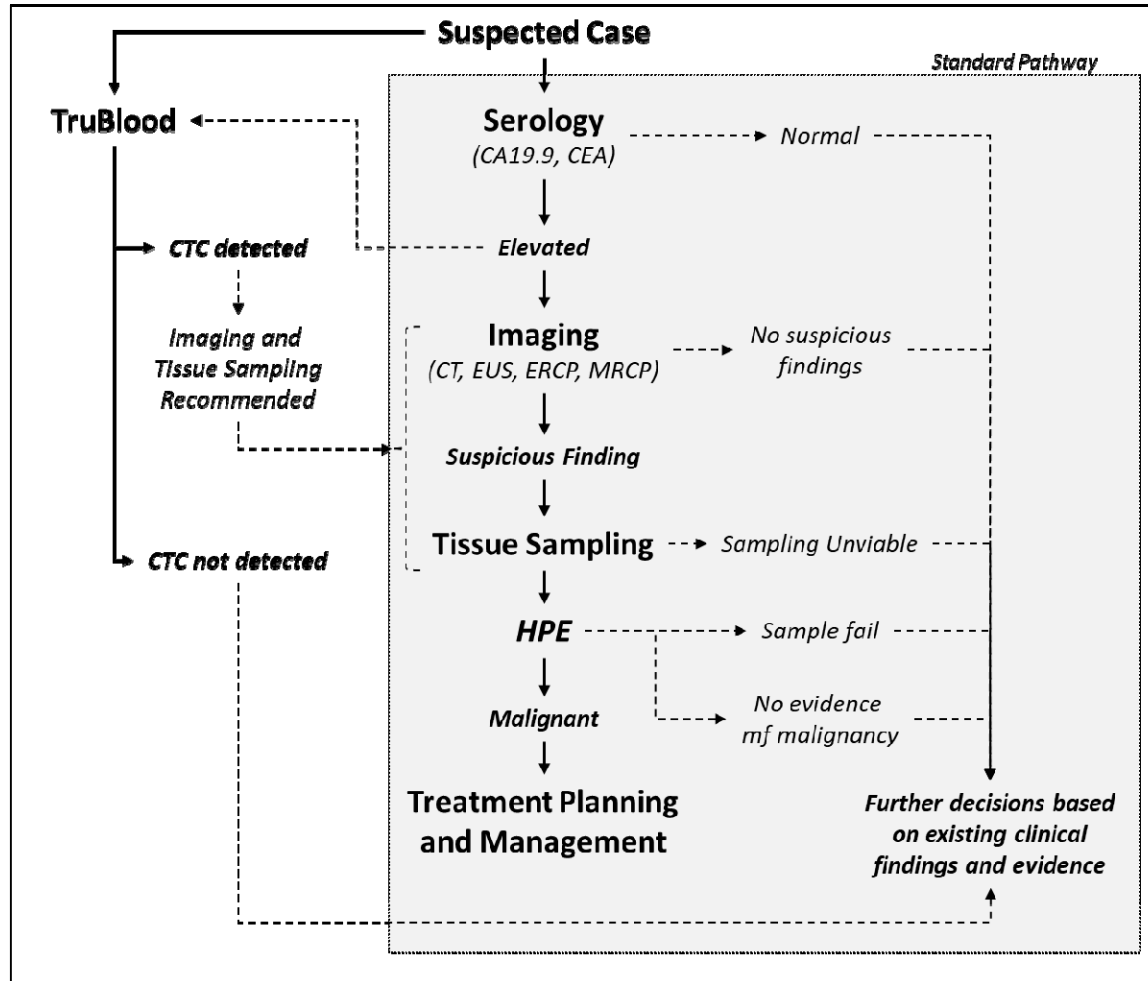 Suspected Case
Standard Pathway
TruBlood
Serology
(CA19.9, CEA)
Normal
CTC detected
Elevated
Imaging and
Tissue Sampling
Recommended
Imaging
(CT, EUS, ERCP, MRCP)
No suspicious
findings
Suspicious Finding
CTC not detected
Tissue Sampling
Sampling Unviable
HPE
Sample fail
Malignant
No evidence
mf malignancy
Treatment Planning
and Management
Further decisions based
on existing clinical
findings and evidence